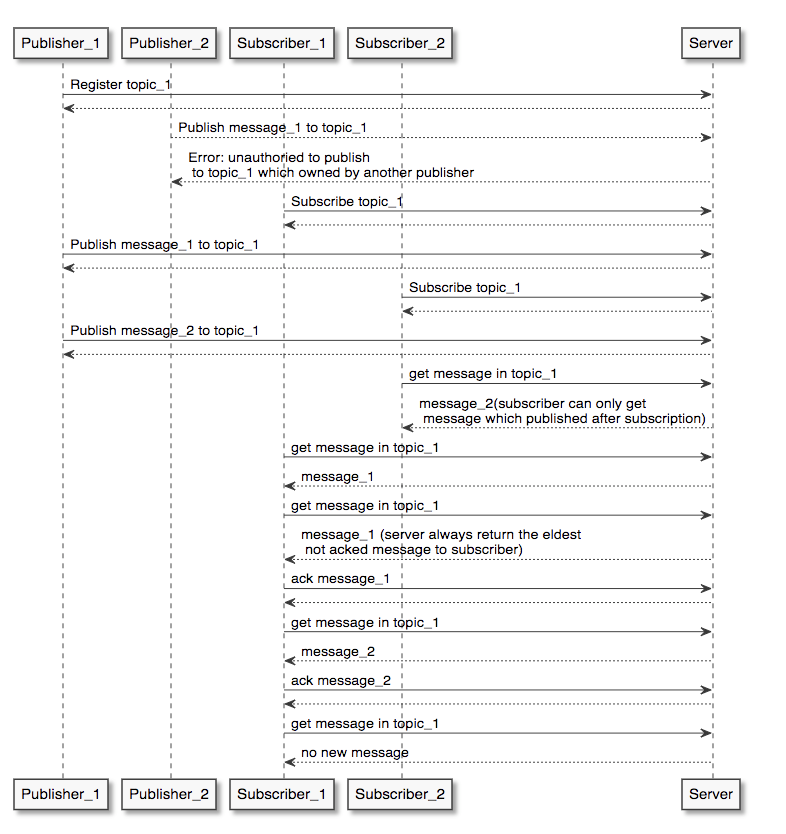 Publisher_1 Publisher_2 Subscriber_1 Subscriber_2 Server
Register topic_1
Publish message_1 to topic_1
Error: unauthoried to publish
to topic_1 which owned by another publisher
Subscribe topic_1
Publish message_1 to topic_1
Subscribe topic_1
Publish message_2 to topic_1
get message in topic_1
message_2(subscriber can only get
message which published after subscription)
get message in topic_1
message_1
get message in topic_1
message_1 (server always return the eldest
not acked message to subscriber)
ack message_1
get message in topic_1
message_2
ack message_2
get message in topic_1
no new message
Publisher_1 Publisher_2 Subscriber_1 Subscriber_2 Server